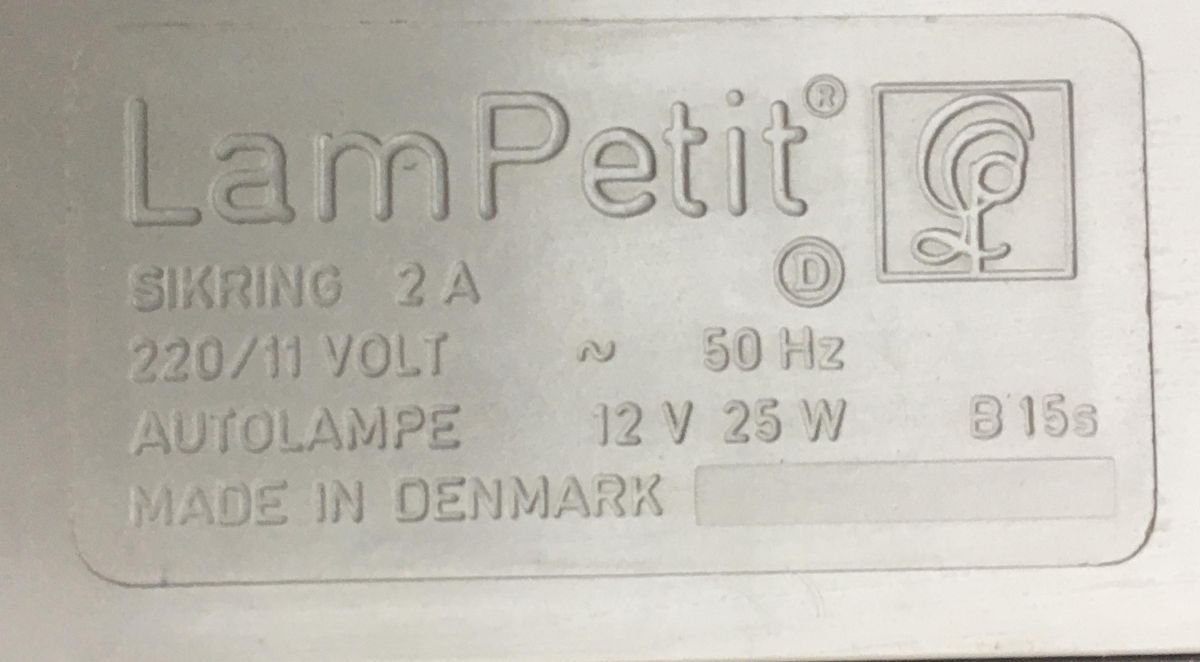 LamPetit®
SIKRING 2 A Ⓓ
220/11 VOLT ~ 50 Hz
AUTOLAMPE 12 V 25 W B 15s
MADE IN DENMARK